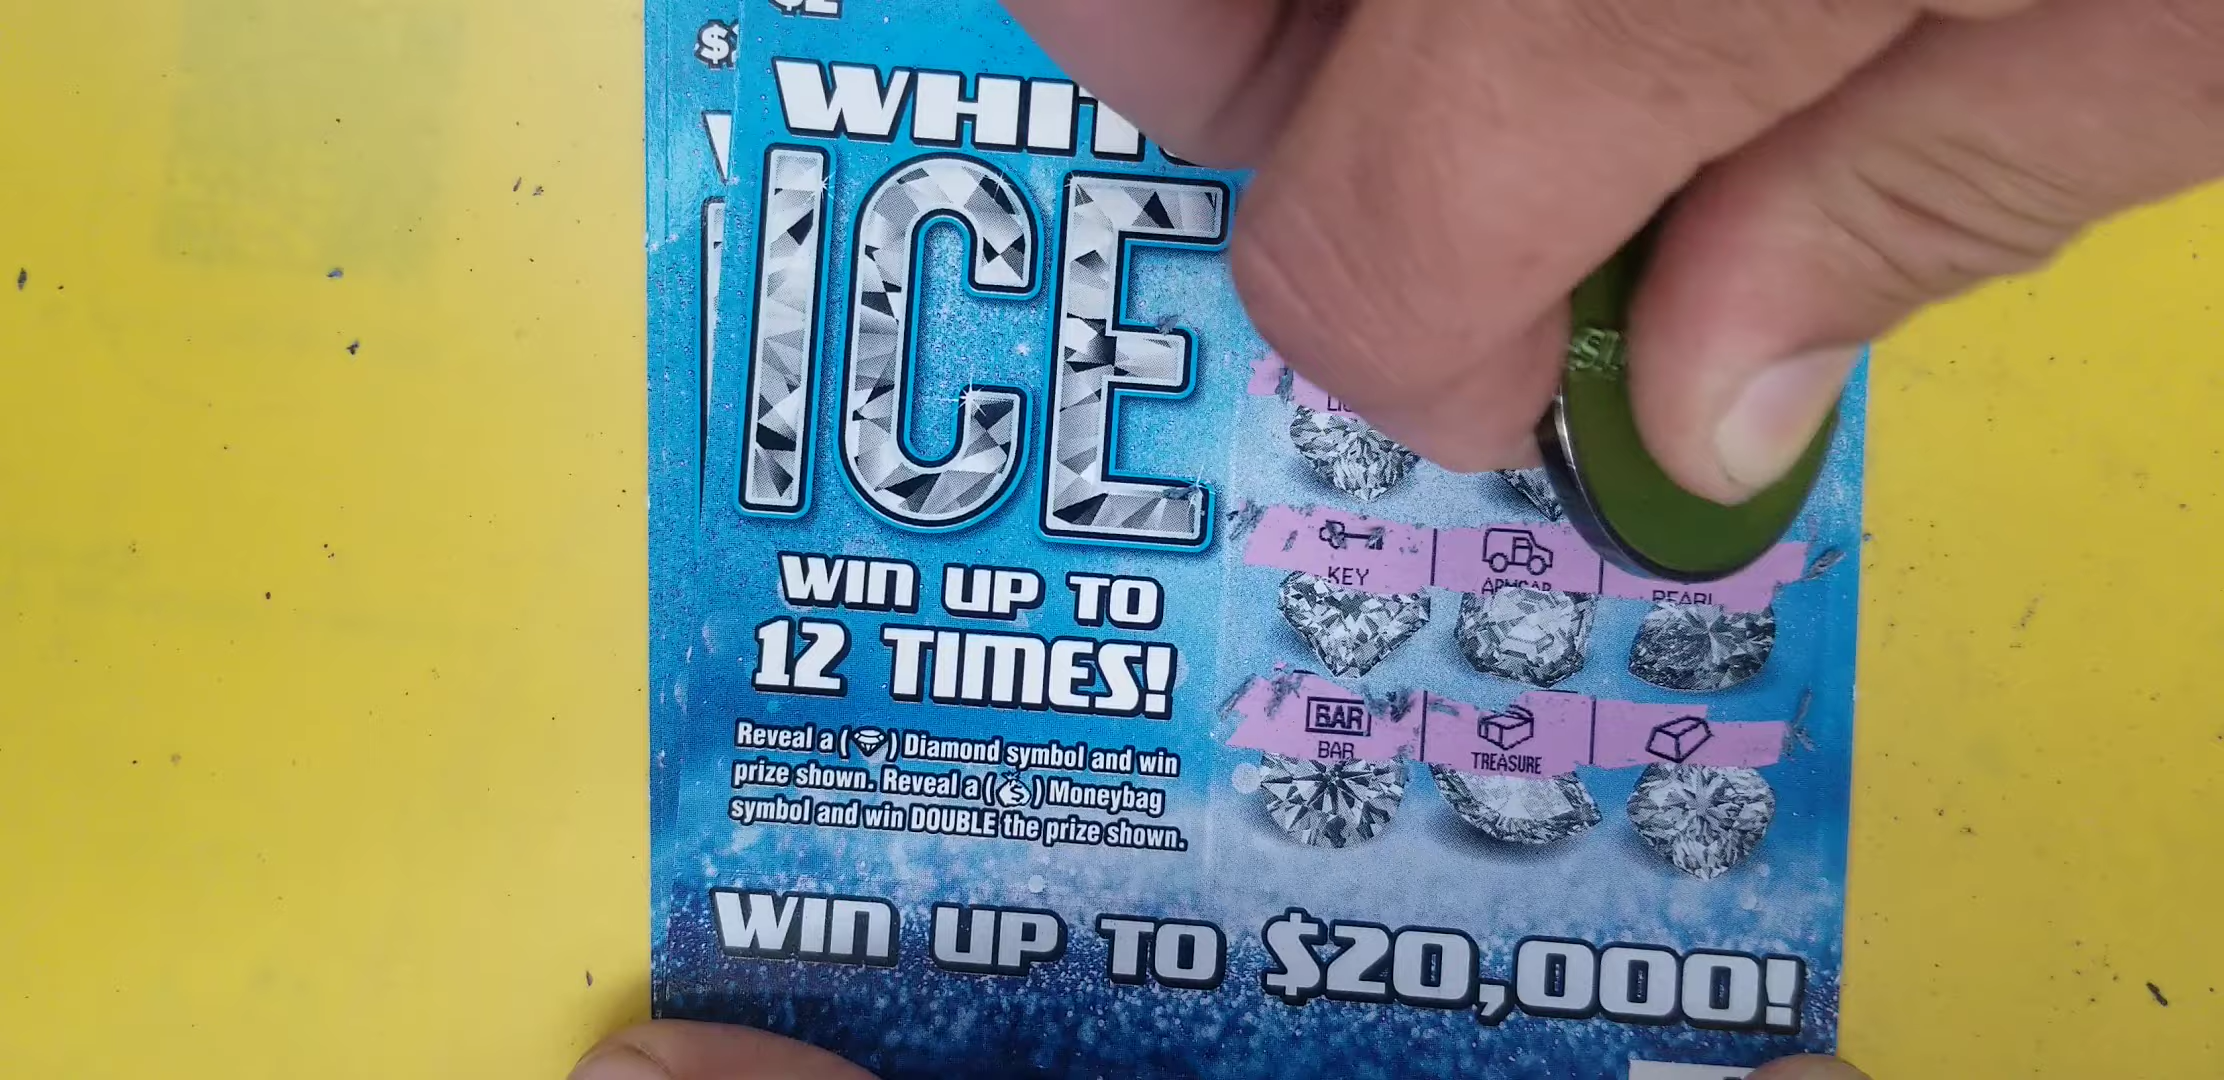 $2
WHITE
ICE
WIN UP TO
12 TIMES!
Reveal a ( ) Diamond symbol and win
prize shown. Reveal a ( $ ) Moneybag
symbol and win DOUBLE the prize shown.
KEY
ARMCAR
PEARL
BAR
BAR
TREASURE
WIN UP TO $20,000!